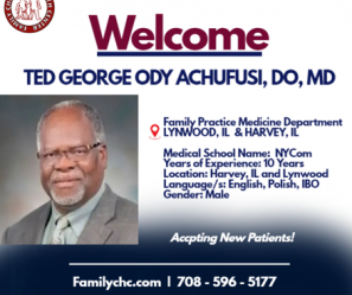 Welcome
TED GEORGE ODY ACHUFUSI, DO, MD
Family Practice Medicine Department
LYNWOOD, IL & HARVEY, IL
Medical School Name: NYCom
Years of Experience: 10 Years
Location: Harvey, IL and Lynwood
Language/s: English, Polish, IBO
Gender: Male
Accpting New Patients!
Familychc.com | 708 - 596 - 5177